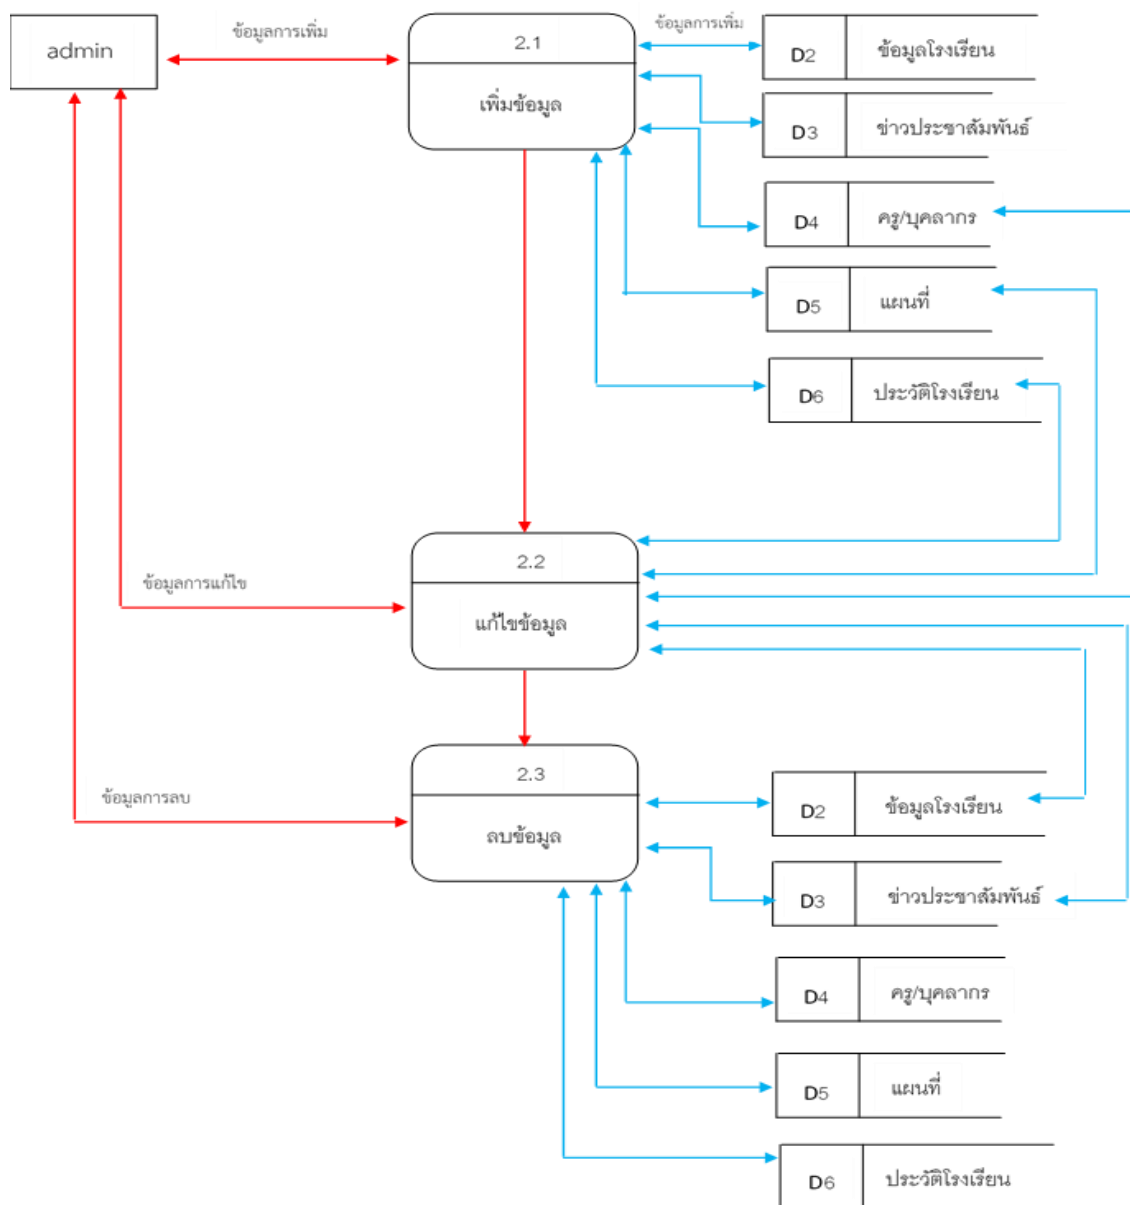 admin
ข้อมูลการเพิ่ม
2.1
เพิ่มข้อมูล
ข้อมูลการเพิ่ม
D2 ข้อมูลโรงเรียน
D3 ข่าวประชาสัมพันธ์
D4 ครู/บุคลากร
D5 แผนที่
D6 ประวัติโรงเรียน
2.2
แก้ไขข้อมูล
ข้อมูลการแก้ไข
2.3
ลบข้อมูล
ข้อมูลการลบ
D2 ข้อมูลโรงเรียน
D3 ข่าวประชาสัมพันธ์
D4 ครู/บุคลากร
D5 แผนที่
D6 ประวัติโรงเรียน